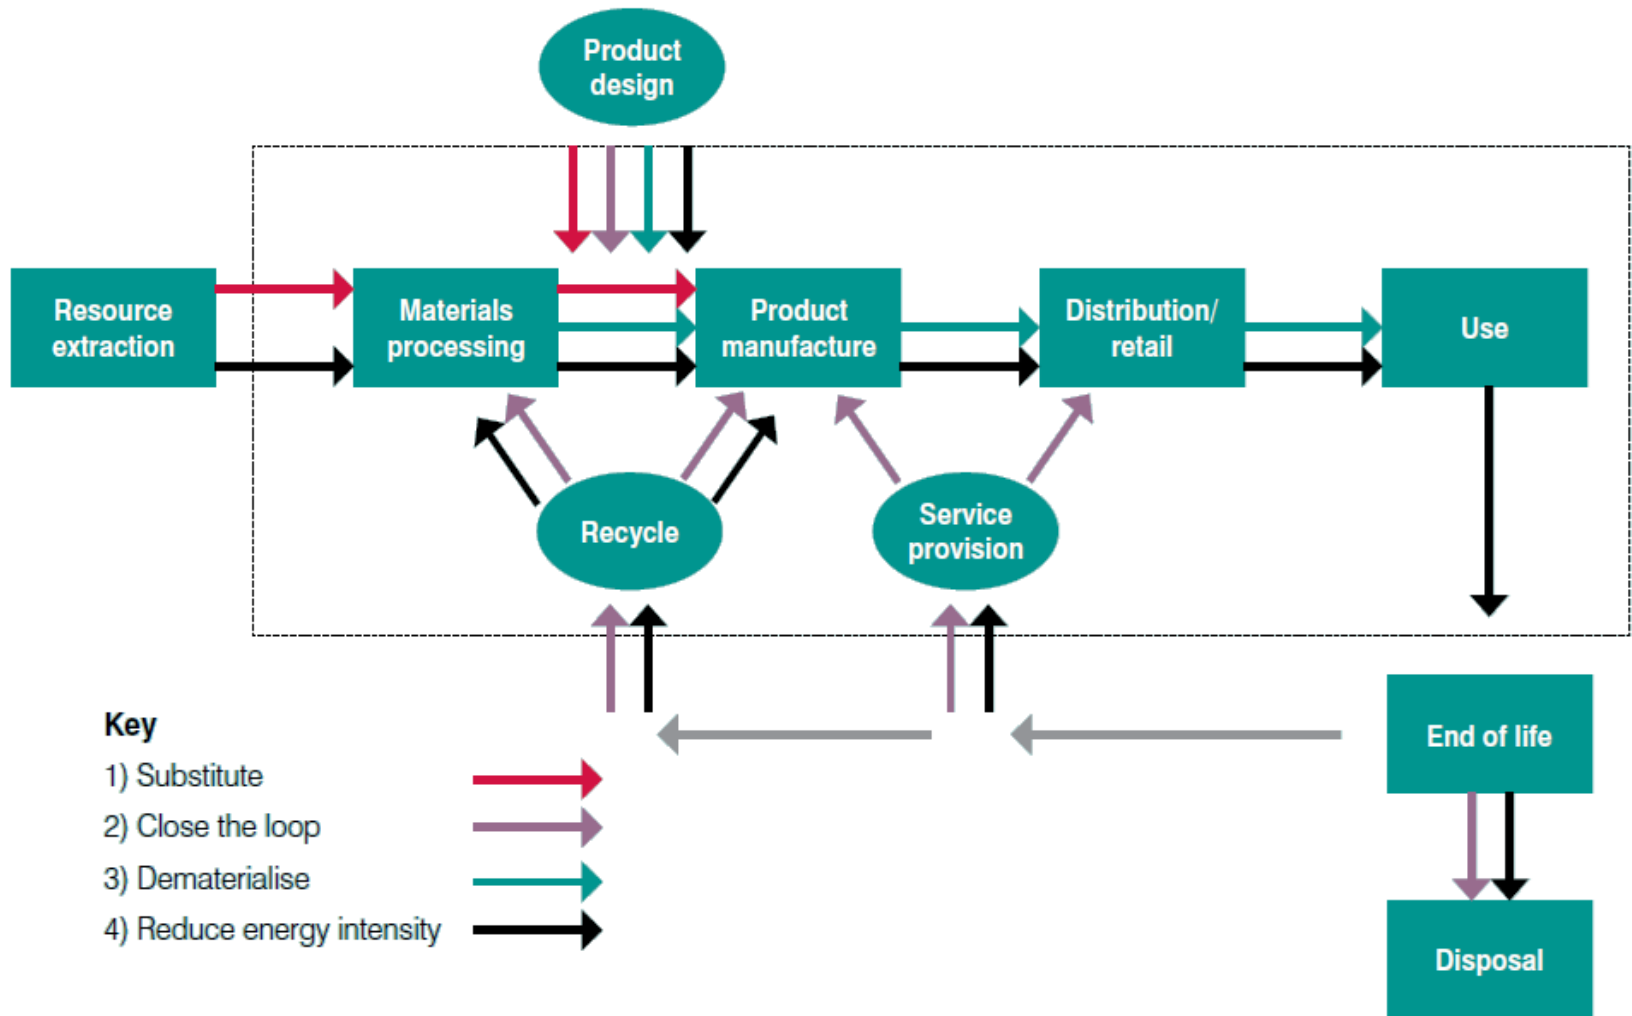 Product
design
Resource
extraction
Materials
processing
Product
manufacture
Distribution/
retail
Use
Recycle
Service
provision
End of life
Disposal
Key
1) Substitute
2) Close the loop
3) Dematerialise
4) Reduce energy intensity